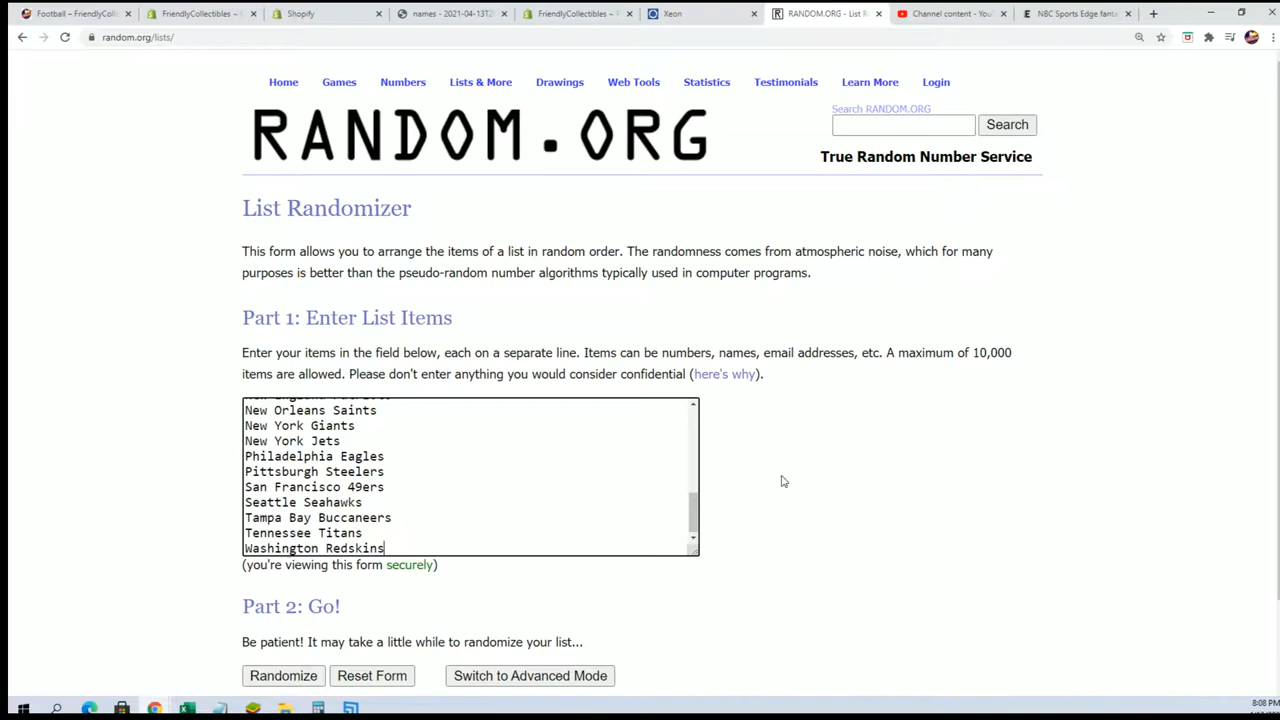 Football – FriendlyColle
FriendlyCollectibles ~
Shopify
names - 2021-04-13T2
FriendlyCollectibles ~ P
Xeon
RANDOM.ORG - List R
Channel content - You
NBC Sports Edge fanta
random.org/lists/
Home Games Numbers Lists & More Drawings Web Tools Statistics Testimonials Learn More Login
RANDOM.ORG
Search RANDOM.ORG
Search
True Random Number Service
List Randomizer
This form allows you to arrange the items of a list in random order. The randomness comes from atmospheric noise, which for many
purposes is better than the pseudo-random number algorithms typically used in computer programs.
Part 1: Enter List Items
Enter your items in the field below, each on a separate line. Items can be numbers, names, email addresses, etc. A maximum of 10,000
items are allowed. Please don't enter anything you would consider confidential (here's why).
New England Patriots
New Orleans Saints
New York Giants
New York Jets
Philadelphia Eagles
Pittsburgh Steelers
San Francisco 49ers
Seattle Seahawks
Tampa Bay Buccaneers
Tennessee Titans
Washington Redskins
(you're viewing this form securely)
Part 2: Go!
Be patient! It may take a little while to randomize your list...
Randomize Reset Form Switch to Advanced Mode
8:08 PM